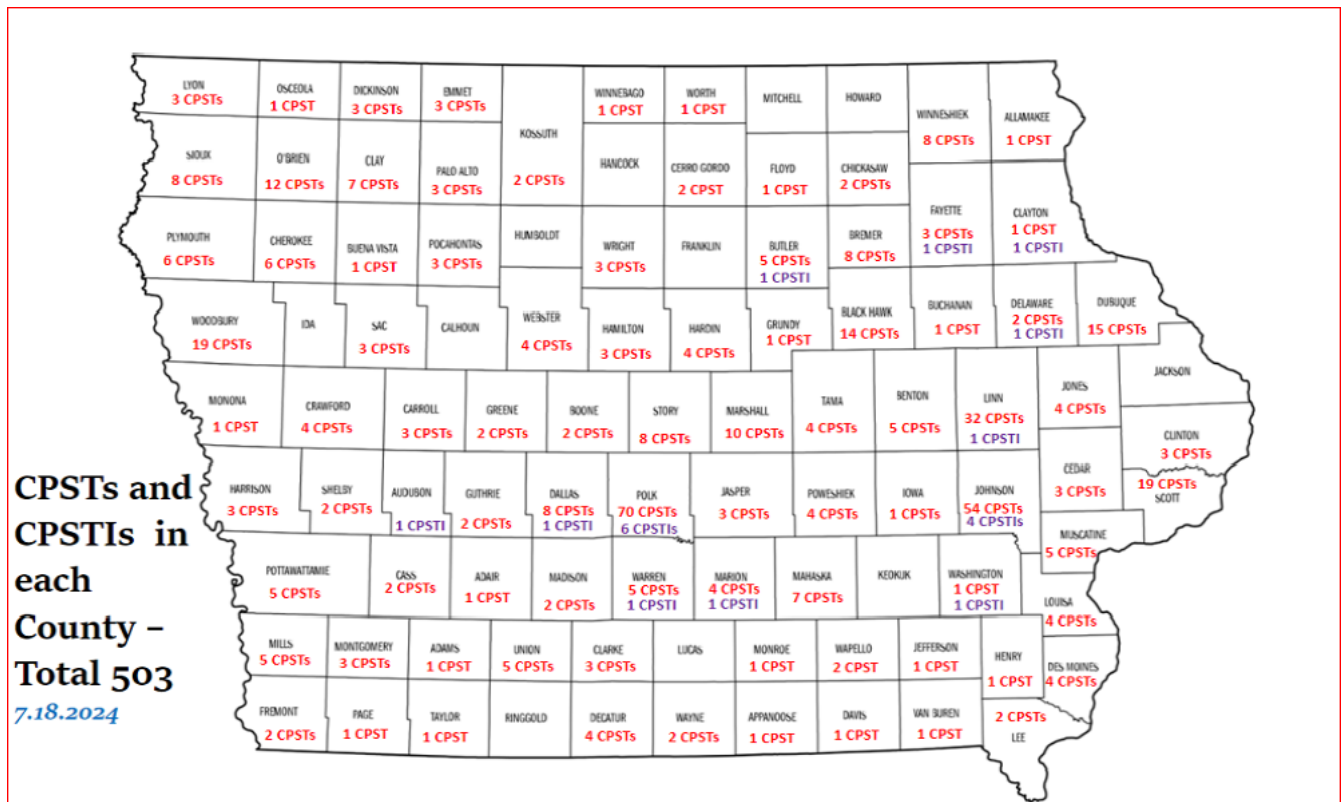 LYON
3 CPSTs
OSCEOLA
1 CPST
DICKINSON
3 CPSTs
EMMET
3 CPSTs
KOSSUTH
2 CPSTs
WINNEBAGO
1 CPST
WORTH
1 CPST
MITCHELL
HOWARD
WINNESHIEK
8 CPSTs
ALLAMAKEE
1 CPST
SIOUX
8 CPSTs
O'BRIEN
12 CPSTs
CLAY
7 CPSTs
PALO ALTO
3 CPSTs
HANCOCK
CERRO GORDO
2 CPST
FLOYD
1 CPST
CHICKASAW
2 CPSTs
FAYETTE
3 CPSTs
1 CPSTI
CLAYTON
1 CPST
1 CPSTI
PLYMOUTH
6 CPSTs
CHEROKEE
6 CPSTs
BUENA VISTA
1 CPST
POCAHONTAS
3 CPSTs
HUMBOLDT
WRIGHT
3 CPSTs
FRANKLIN
BUTLER
5 CPSTs
1 CPSTI
BREMER
8 CPSTs
WOODBURY
19 CPSTs
IDA
SAC
3 CPSTs
CALHOUN
WEBSTER
4 CPSTs
HAMILTON
3 CPSTs
HARDIN
4 CPSTs
GRUNDY
1 CPST
BLACK HAWK
14 CPSTs
BUCHANAN
1 CPST
DELAWARE
2 CPSTs
1 CPSTI
DUBUQUE
15 CPSTs
MONONA
1 CPST
CRAWFORD
4 CPSTs
CARROLL
3 CPSTs
GREENE
2 CPSTs
BOONE
2 CPSTs
STORY
8 CPSTs
MARSHALL
10 CPSTs
TAMA
4 CPSTs
BENTON
5 CPSTs
LINN
32 CPSTs
1 CPSTI
JONES
4 CPSTs
JACKSON
CLINTON
3 CPSTs
HARRISON
3 CPSTs
SHELBY
2 CPSTs
AUDUBON
1 CPSTI
GUTHRIE
2 CPSTs
DALLAS
8 CPSTs
1 CPSTI
POLK
70 CPSTs
6 CPSTIs
JASPER
3 CPSTs
POWESHIEK
4 CPSTs
IOWA
1 CPSTs
JOHNSON
54 CPSTs
4 CPSTIs
CEDAR
3 CPSTs
19 CPSTs
SCOTT
MUSCATINE
5 CPSTs
POTTAWATTAMIE
5 CPSTs
CASS
2 CPSTs
ADAIR
1 CPST
MADISON
2 CPSTs
WARREN
5 CPSTs
1 CPSTI
MARION
4 CPSTs
1 CPSTI
MAHASKA
7 CPSTs
KEOKUK
WASHINGTON
1 CPST
1 CPSTI
LOUISA
4 CPSTs
MILLS
5 CPSTs
MONTGOMERY
3 CPSTs
ADAMS
1 CPST
UNION
5 CPSTs
CLARKE
3 CPSTs
LUCAS
MONROE
1 CPST
WAPELLO
2 CPST
JEFFERSON
1 CPST
HENRY
1 CPST
DES MOINES
4 CPSTs
FREMONT
2 CPSTs
PAGE
1 CPST
TAYLOR
1 CPST
RINGGOLD
DECATUR
4 CPSTs
WAYNE
2 CPSTs
APPANOOSE
1 CPST
DAVIS
1 CPST
VAN BUREN
1 CPST
2 CPSTs
LEE
CPSTs and
CPSTIs in
each
County –
Total 503
7.18.2024